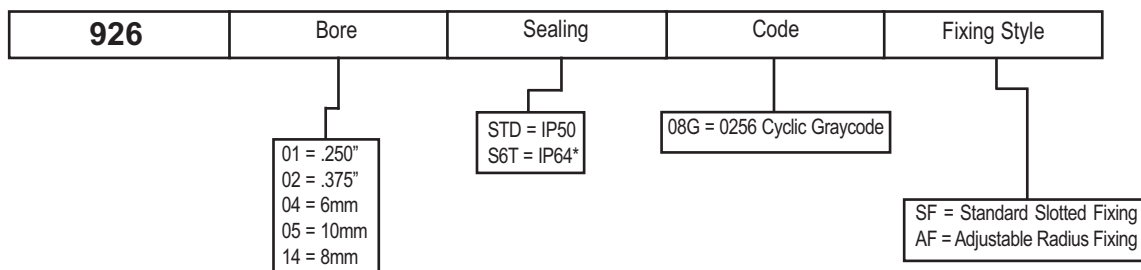 926 Bore Sealing Code Fixing Style
01 = .250”
02 = .375”
04 = 6mm
05 = 10mm
14 = 8mm
STD = IP50
S6T = IP64*
08G = 0256 Cyclic Graycode
SF = Standard Slotted Fixing
AF = Adjustable Radius Fixing